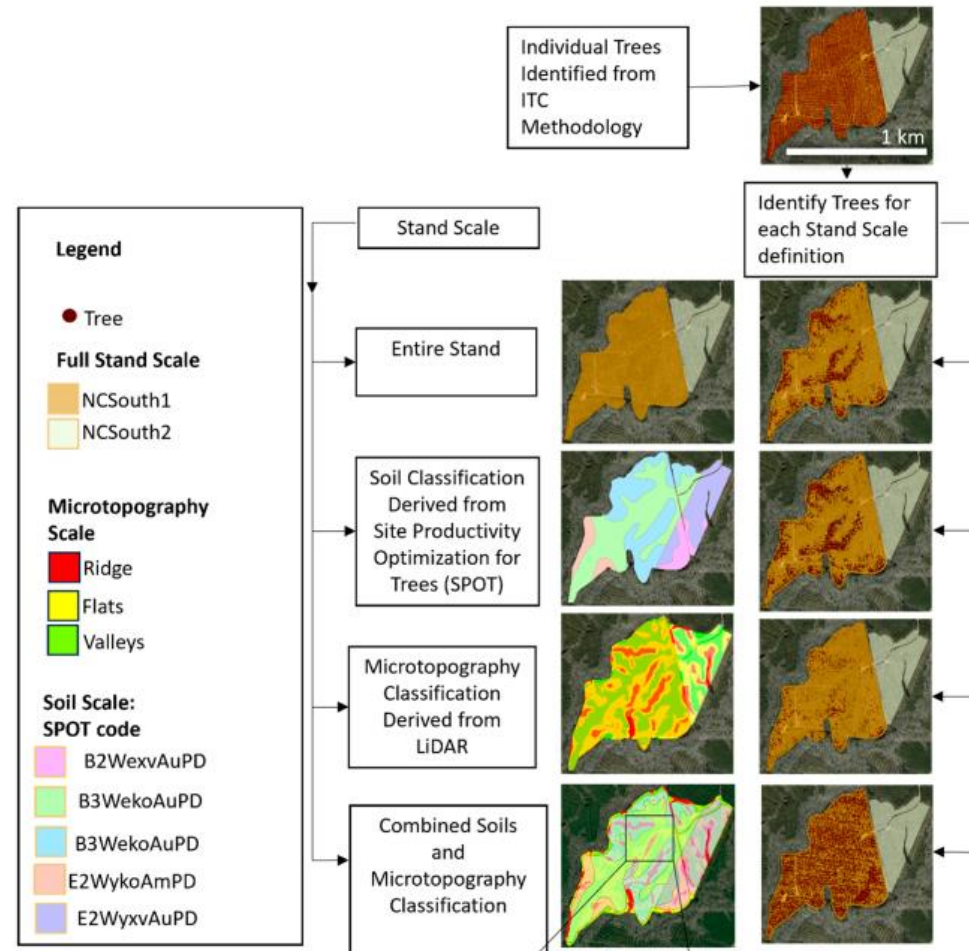 Individual Trees
Identified from
ITC
Methodology
1 km
Identify Trees for
each Stand Scale
definition
Stand Scale
Entire Stand
Soil Classification
Derived from
Site Productivity
Optimization for
Trees (SPOT)
Microtopography
Classification
Derived from
LiDAR
Combined Soils
and
Microtopography
Classification
Legend
Tree
Full Stand Scale
NCSouth1
NCSouth2
Microtopography
Scale
Ridge
Flats
Valleys
Soil Scale:
SPOT code
B2WexvAuPD
B3WekoAuPD
B3WekoAuPD
E2WykoAmPD
E2WyxvAuPD